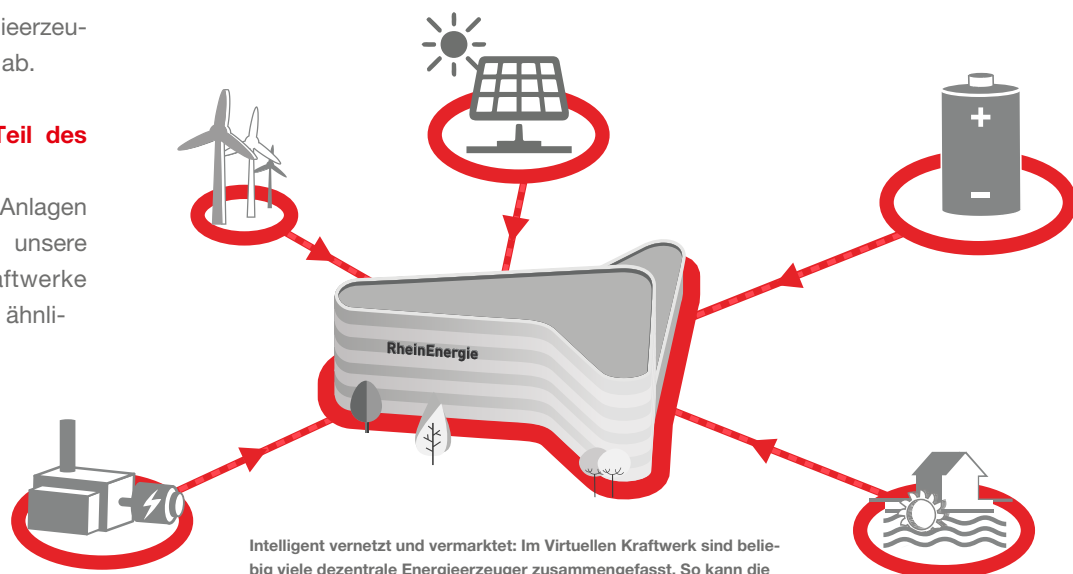 ieerzeu-
ab.
Teil des
Anlagen
unsere
aftwerke
ähnli-
RheinEnergie
Intelligent vernetzt und vermarktet: Im Virtuellen Kraftwerk sind belie-
big viele dezentrale Energieerzeuger zusammengefasst. So kann die